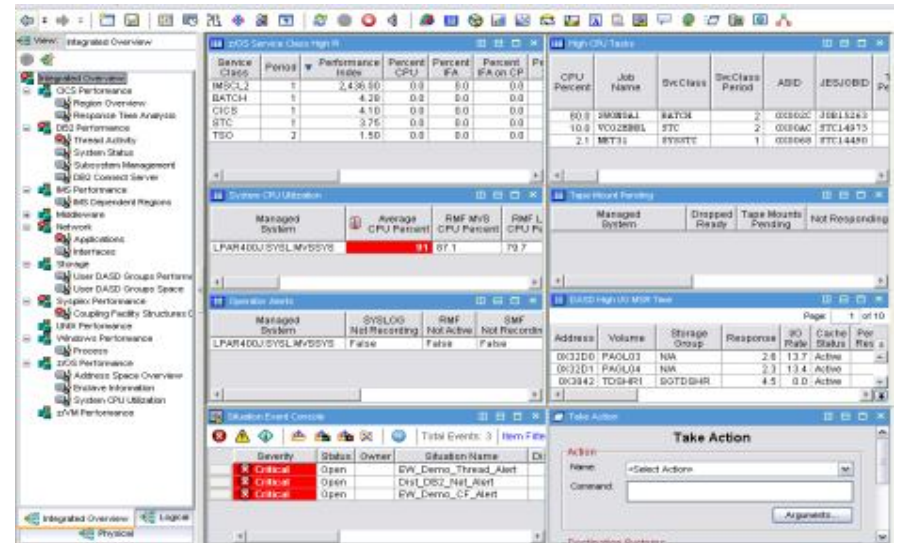 View: Integrated Overview
Integrated Overview
CICS Performance
Region Overview
Response Time Analysis
DB2 Performance
Thread Activity
System Status
Subsystem Management
DB2 Connect Server
IMS Performance
IMS Dependent Regions
Middleware
Network
Applications
Interfaces
Storage
User DASD Groups Performa
User DASD Groups Space
Sysplex Performance
Coupling Facility Structures C
UNIX Performance
Windows Performance
Process
z/OS Performance
Address Space Overview
Enclave Information
System CPU Utilization
z/VM Performance
Integrated Overview Logical
Physical
z/OS Service Class High R
Service Class Period Performance Index Percent CPU Percent IFA Percent IFA on CP
IMSCL2 1 0.0 0.0 0.0
BATCH 1 4.20 0.0 0.0 0.0
CICS 1 4.10 0.0 0.0 0.0
STC 1 3.75 0.0 0.0 0.0
TSO 2 1.50 0.0 0.0 0.0
High CPU Tasks
CPU Percent Job Name SvcClass SvcClass Period ASID JESJOBID
BATCH 2
10.0 STC 2
2.1 NET31 SYSSTC 1
System CPU Utilization
Managed System Average CPU Percent RMF MVS CPU Percent RMF L CPU Pe
LPAR400J:SYSL:MVSSYS 91 87.1 79.7
Tape Mount Pending
Managed System Dropped Ready Tape Mounts Pending Not Responding
Operator Alerts
Managed System SYSLOG Not Recording RMF Not Active SMF Not Recordin
LPAR400J:SYSL:MVSSYS False False False
DASD High I/O MSR Time
Page: 1 of 10
Address Volume Storage Group Response I/O Rate Cache Status Per Res
0X32D0 PAOL03 N/A 2.6 13.7 Active
0X32D1 PAOL04 N/A 2.3 13.4 Active
4.5 0.0 Active
Situation Event Console
Total Events: 3 Item Filte
Severity Status Owner Situation Name Di
Critical Open EW_Demo_Thread_Alert
Critical Open Dist_DB2_Net_Alert
Critical Open EW_Demo_CF_Alert
Take Action
Take Action
Action
Name: <Select Action>
Command:
Arguments...
Destination Systems